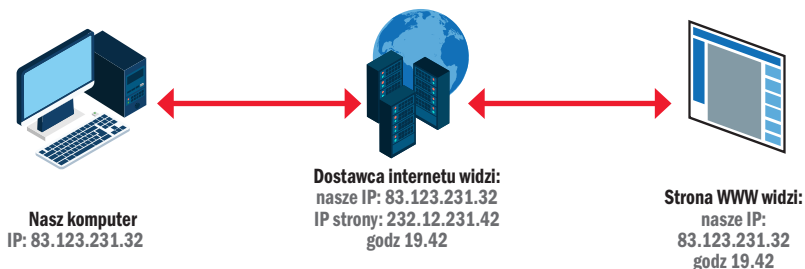 Nasz komputer
IP: 83.123.231.32
Dostawca internetu widzi:
nasze IP: 83.123.231.32
IP strony: 232.12.231.42
godz 19.42
Strona WWW widzi:
nasze IP:
83.123.231.32
godz 19.42